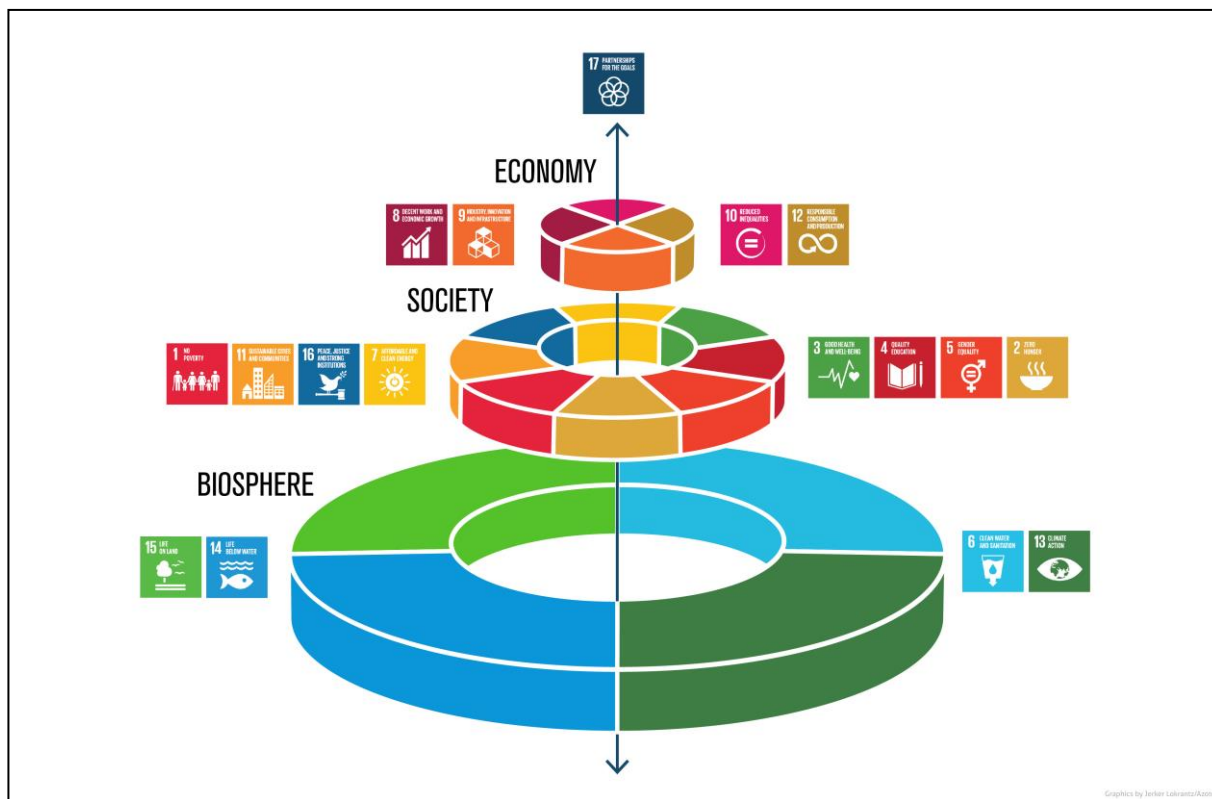 17 PARTNERSHIPS
FOR THE GOALS
ECONOMY
8 DECENT WORK AND
ECONOMIC GROWTH
9 INDUSTRY, INNOVATION
AND INFRASTRUCTURE
10 REDUCED
INEQUALITIES
12 RESPONSIBLE
CONSUMPTION
AND PRODUCTION
SOCIETY
1 NO
POVERTY
11 SUSTAINABLE CITIES
AND COMMUNITIES
16 PEACE, JUSTICE
AND STRONG
INSTITUTIONS
7 AFFORDABLE AND
CLEAN ENERGY
3 GOOD HEALTH
AND WELL-BEING
4 QUALITY
EDUCATION
5 GENDER
EQUALITY
2 ZERO
HUNGER
BIOSPHERE
15 LIFE
ON LAND
14 LIFE
BELOW WATER
6 CLEAN WATER
AND SANITATION
13 CLIMATE
ACTION
Graphics by Jerker